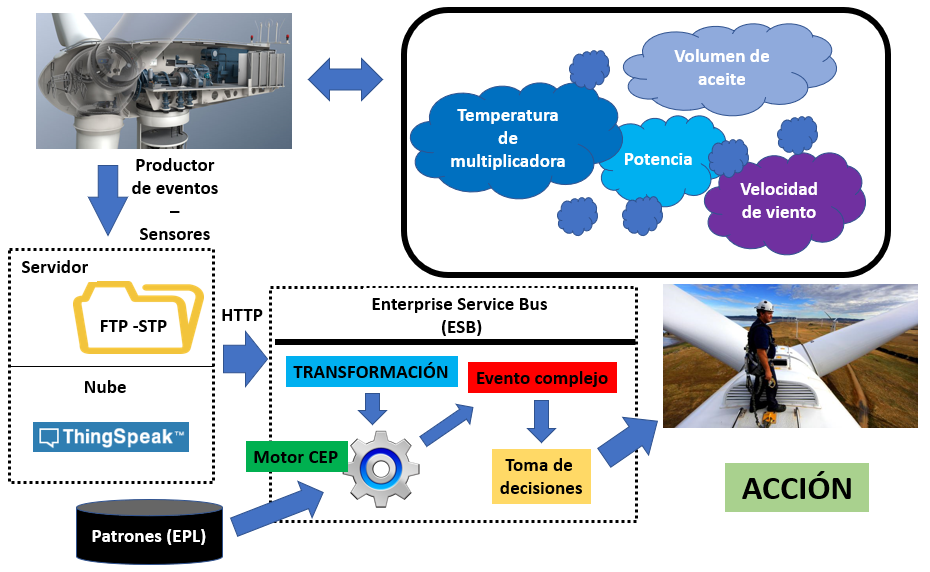 Volumen de
aceite
Temperatura
de
multiplicadora
Potencia
Velocidad
de viento
Productor
de eventos
–
Sensores
Servidor
FTP -STP
Nube
ThingSpeak™
HTTP
Enterprise Service Bus
(ESB)
TRANSFORMACIÓN
Evento complejo
Motor CEP
Toma de
decisiones
Patrones (EPL)
ACCIÓN